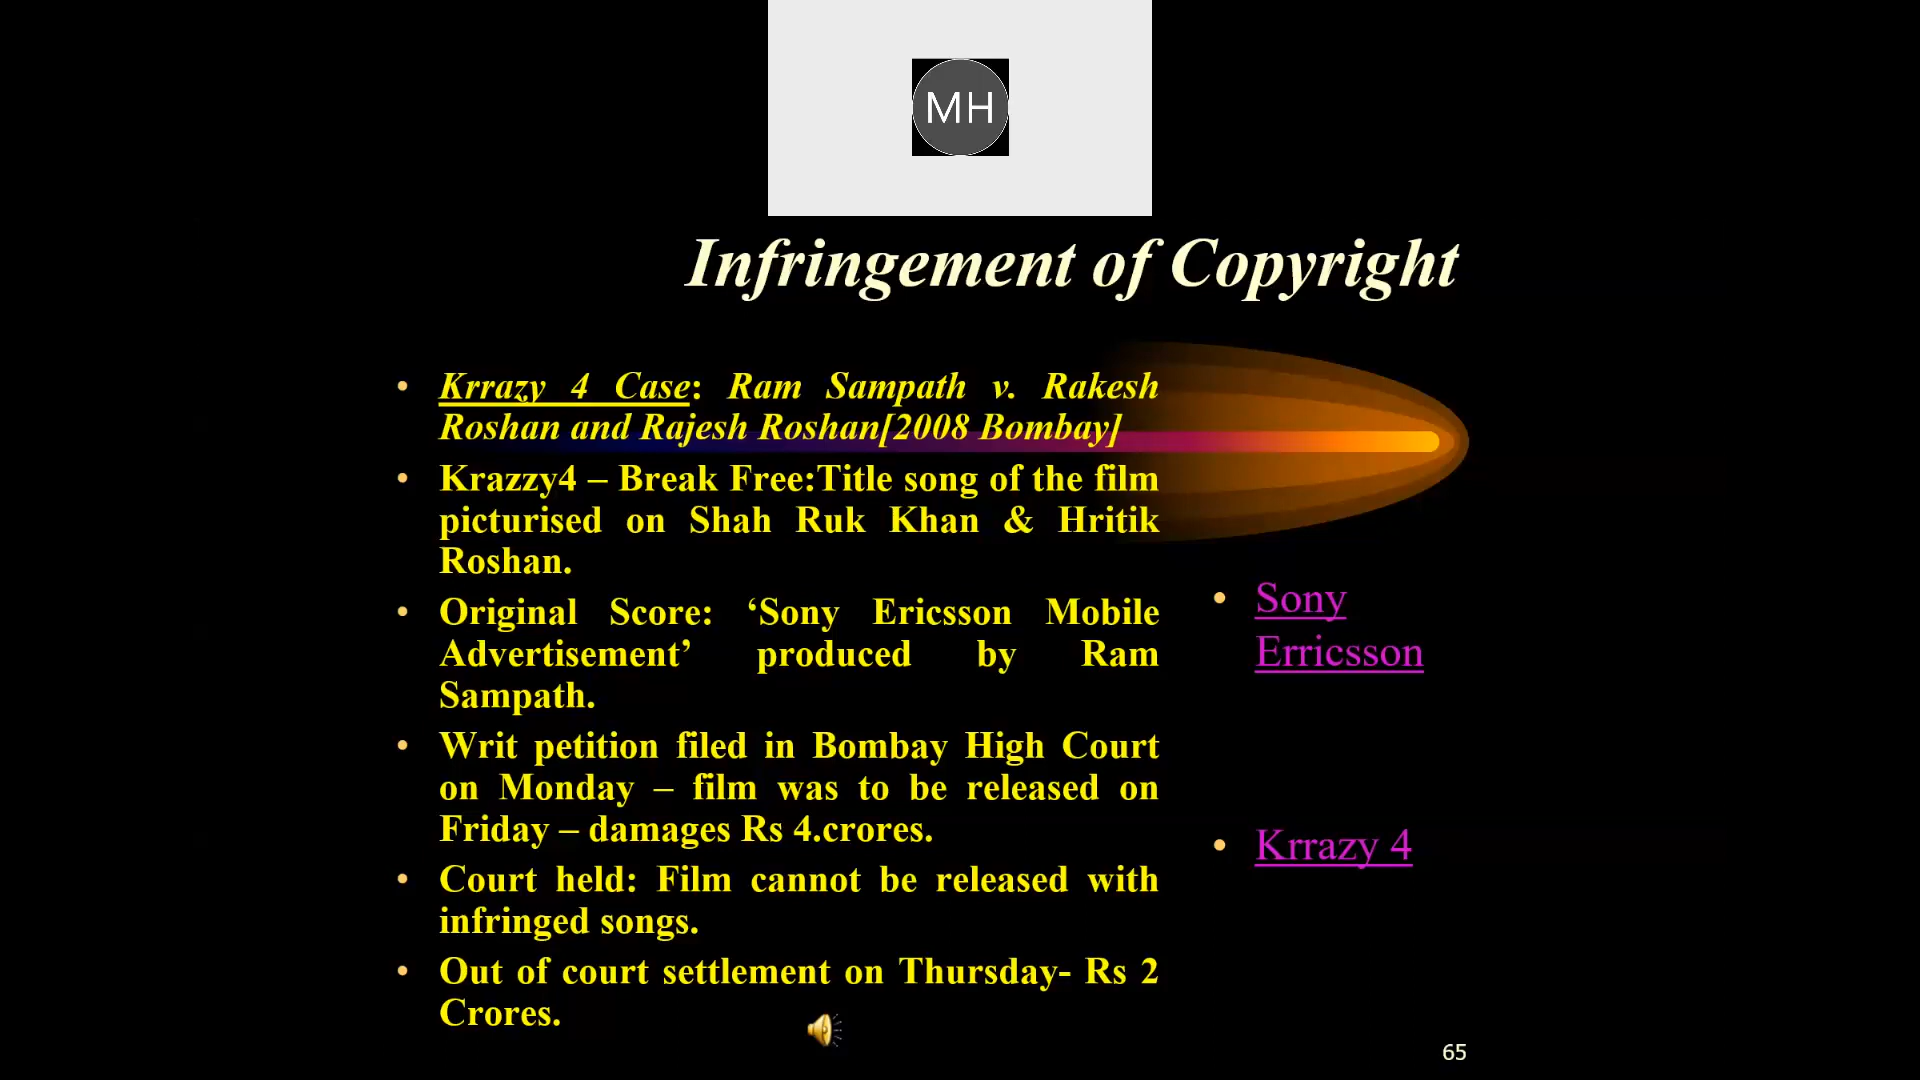 MH
Infringement of Copyright
• Krrazy 4 Case: Ram Sampath v. Rakesh
Roshan and Rajesh Roshan[2008 Bombay]
• Krazzy4 – Break Free:Title song of the film
picturised on Shah Ruk Khan & Hritik
Roshan.
• Original Score: ‘Sony Ericsson Mobile
Advertisement’ produced by Ram
Sampath.
• Writ petition filed in Bombay High Court
on Monday – film was to be released on
Friday – damages Rs 4.crores.
• Court held: Film cannot be released with
infringed songs.
• Out of court settlement on Thursday- Rs 2
Crores.
• Sony
Erricsson
• Krrazy 4
65